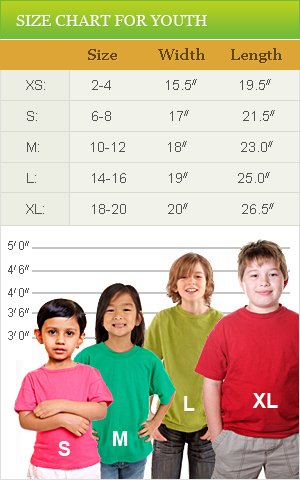 SIZE CHART FOR YOUTH
Size Width Length
XS: 2-4 15.5" 19.5"
S: 6-8 17" 21.5"
M: 10-12 18" 23.0"
L: 14-16 19" 25.0"
XL: 18-20 20" 26.5"
5' 0"
4' 6"
4' 0"
3' 6"
3' 0"
S
M
L
XL